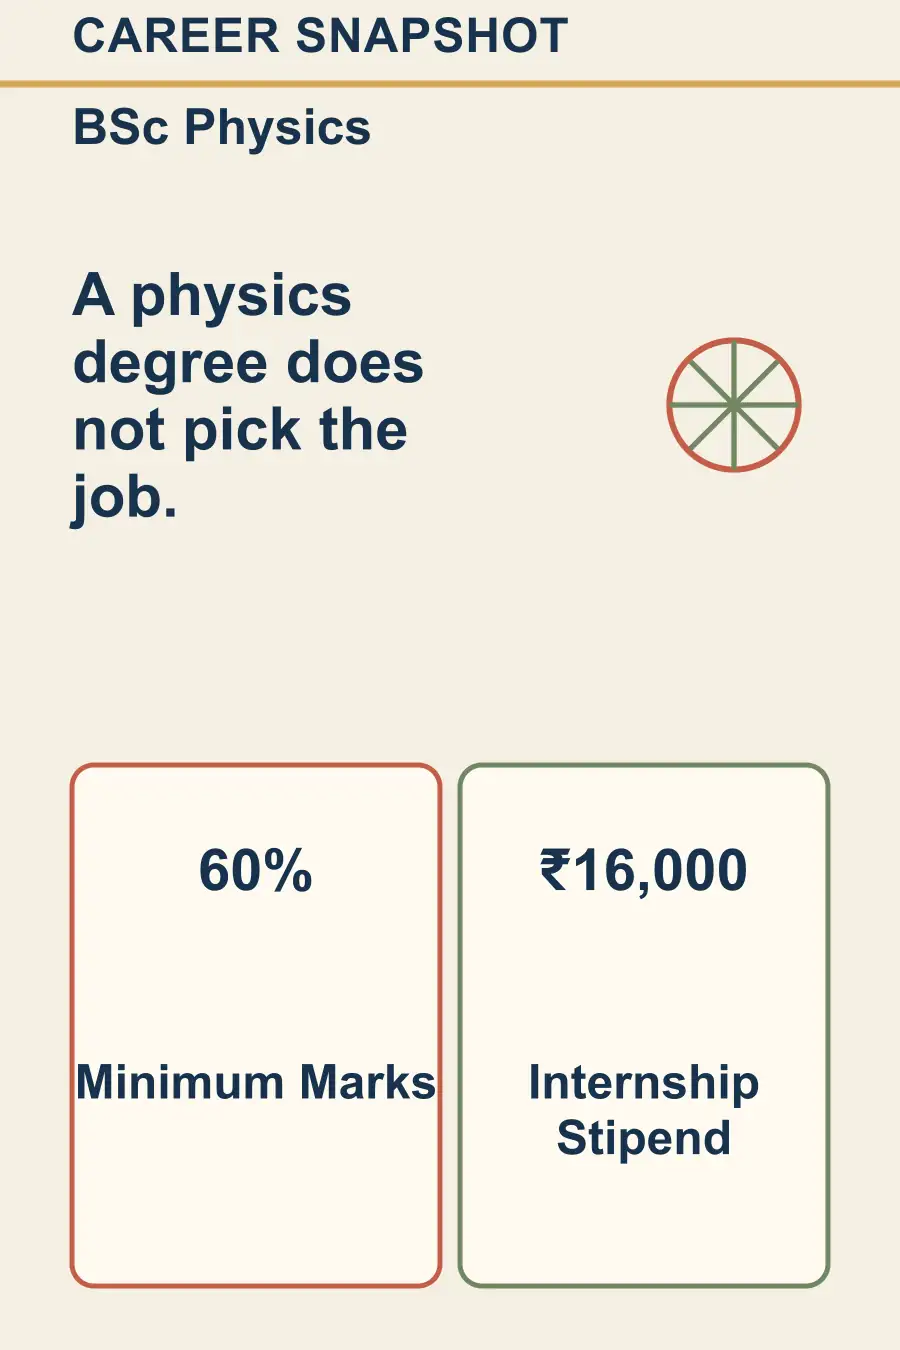 CAREER SNAPSHOT
BSc Physics
A physics
degree does
not pick the
job.
60%
Minimum Marks
₹16,000
Internship
Stipend